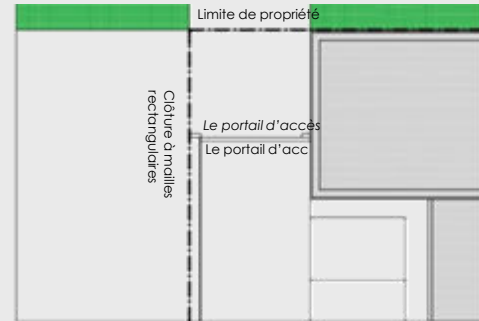 Limite de propriété
Clôture à mailles
rectangulaires
Le portail d'accès
Le portail d'acc